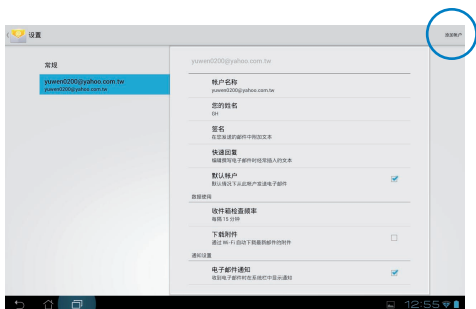 设置
添加帐户
常规
yuwen0200@yahoo.com.tw
yuwen0200@yahoo.com.tw
yuwen0200@yahoo.com.tw
帐户名称
yuwen0200@yahoo.com.tw
您的姓名
GH
签名
在您发送的邮件中附加文本
快速回复
编辑撰写电子邮件时经常插入的文本
默认帐户
默认情况下从此帐户发送电子邮件
数据使用
收件箱检查频率
每隔 15 分钟
下载附件
通过 Wi-Fi 自动下载最新邮件的附件
通知设置
电子邮件通知
收到电子邮件时在系统栏中显示通知
12:55